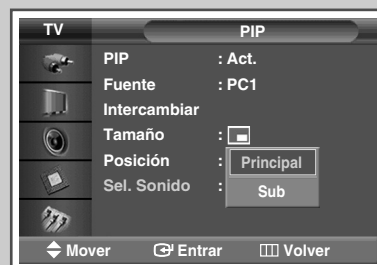 TV PIP
PIP : Act.
Fuente : PC1
Intercambiar
Tamaño :
Posición : Principal
Sel. Sonido : Sub
Mover Entrar Volver